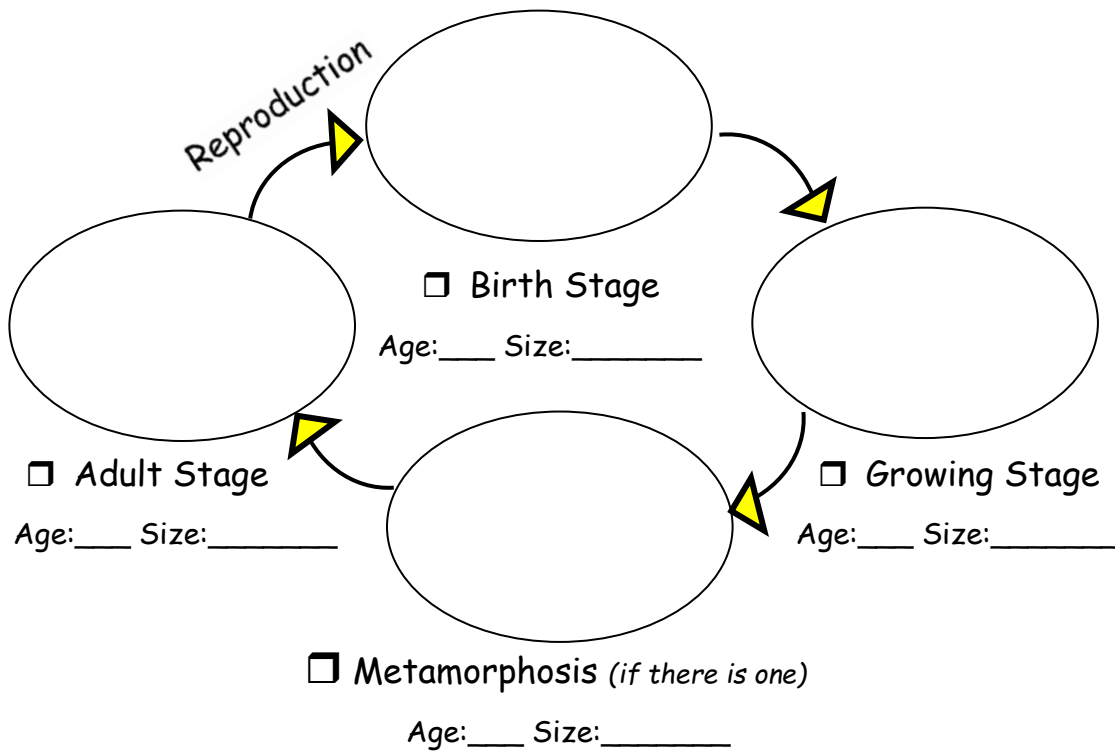 Reproduction
❒ Birth Stage
Age:___ Size:_______
❒ Adult Stage
Age:___ Size:_______
❒ Growing Stage
Age:___ Size:_______
❒ Metamorphosis (if there is one)
Age:___ Size:_______